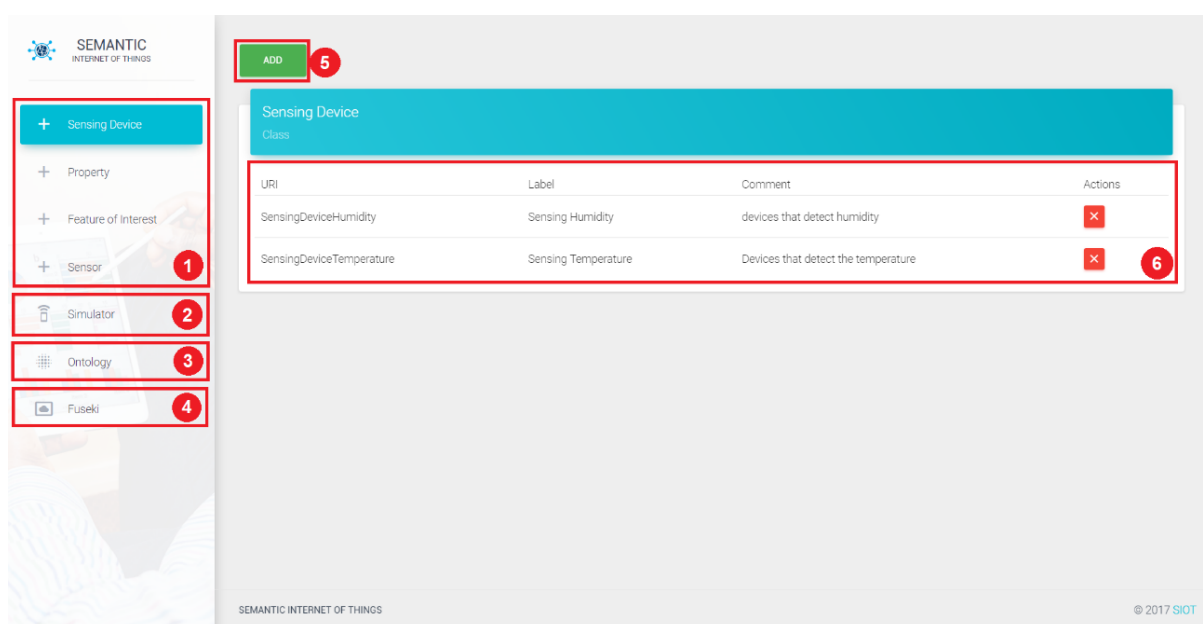 SEMANTIC
INTERNET OF THINGS
Sensing Device
Property
Feature of Interest
Sensor
1
Simulator
2
Ontology
3
Fuseki
4
ADD
5
Sensing Device
Class
URI Label Comment Actions
SensingDeviceHumidity Sensing Humidity devices that detect humidity
SensingDeviceTemperature Sensing Temperature Devices that detect the temperature
6
SEMANTIC INTERNET OF THINGS
© 2017 SIOT